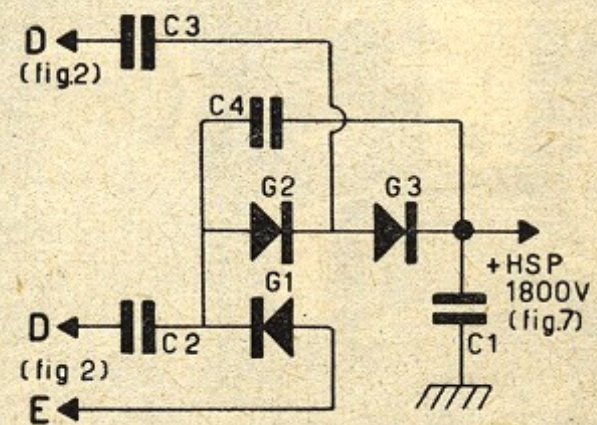 D
C3
(fig.2)
C4
G2
G3
G1
+HSP
1800V
(fig.7)
D
C2
C1
(fig 2)
E